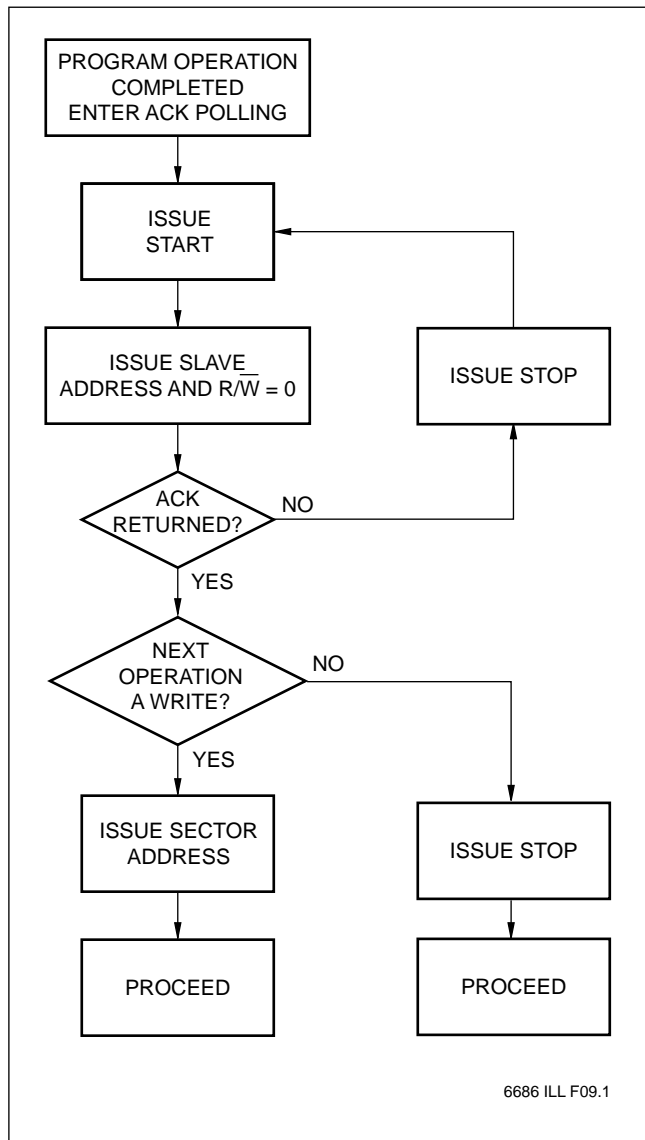 PROGRAM OPERATION
COMPLETED
ENTER ACK POLLING
ISSUE
START
ISSUE SLAVE
ADDRESS AND R/W̅ = 0
ISSUE STOP
ACK
RETURNED?
NO
YES
NEXT
OPERATION
A WRITE?
NO
YES
ISSUE SECTOR
ADDRESS
ISSUE STOP
PROCEED
PROCEED
6686 ILL F09.1